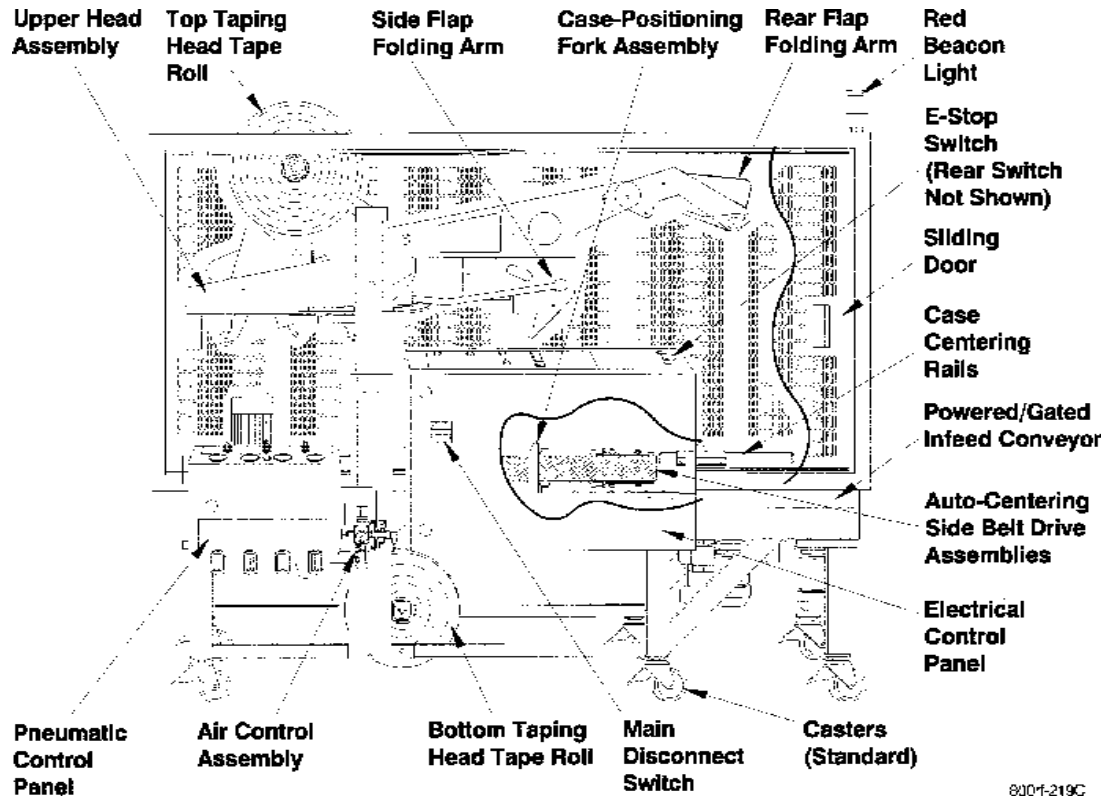 Upper Head
Assembly
Top Taping
Head Tape
Roll
Side Flap
Folding Arm
Case-Positioning
Fork Assembly
Rear Flap
Folding Arm
Red
Beacon
Light
E-Stop
Switch
(Rear Switch
Not Shown)
Sliding
Door
Case
Centering
Rails
Powered/Gated
Infeed Conveyor
Auto-Centering
Side Belt Drive
Assemblies
Electrical
Control
Panel
Pneumatic
Control
Panel
Air Control
Assembly
Bottom Taping
Head Tape Roll
Main
Disconnect
Switch
Casters
(Standard)